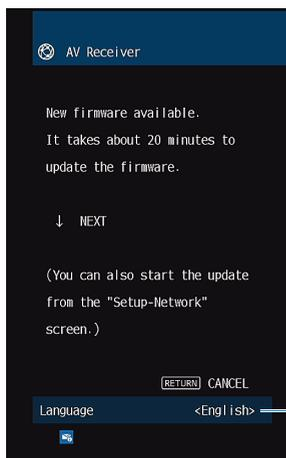 AV Receiver
New firmware available.
It takes about 20 minutes to
update the firmware.
↓ NEXT
(You can also start the update
from the "Setup-Network"
screen.)
RETURN CANCEL
Language <English>